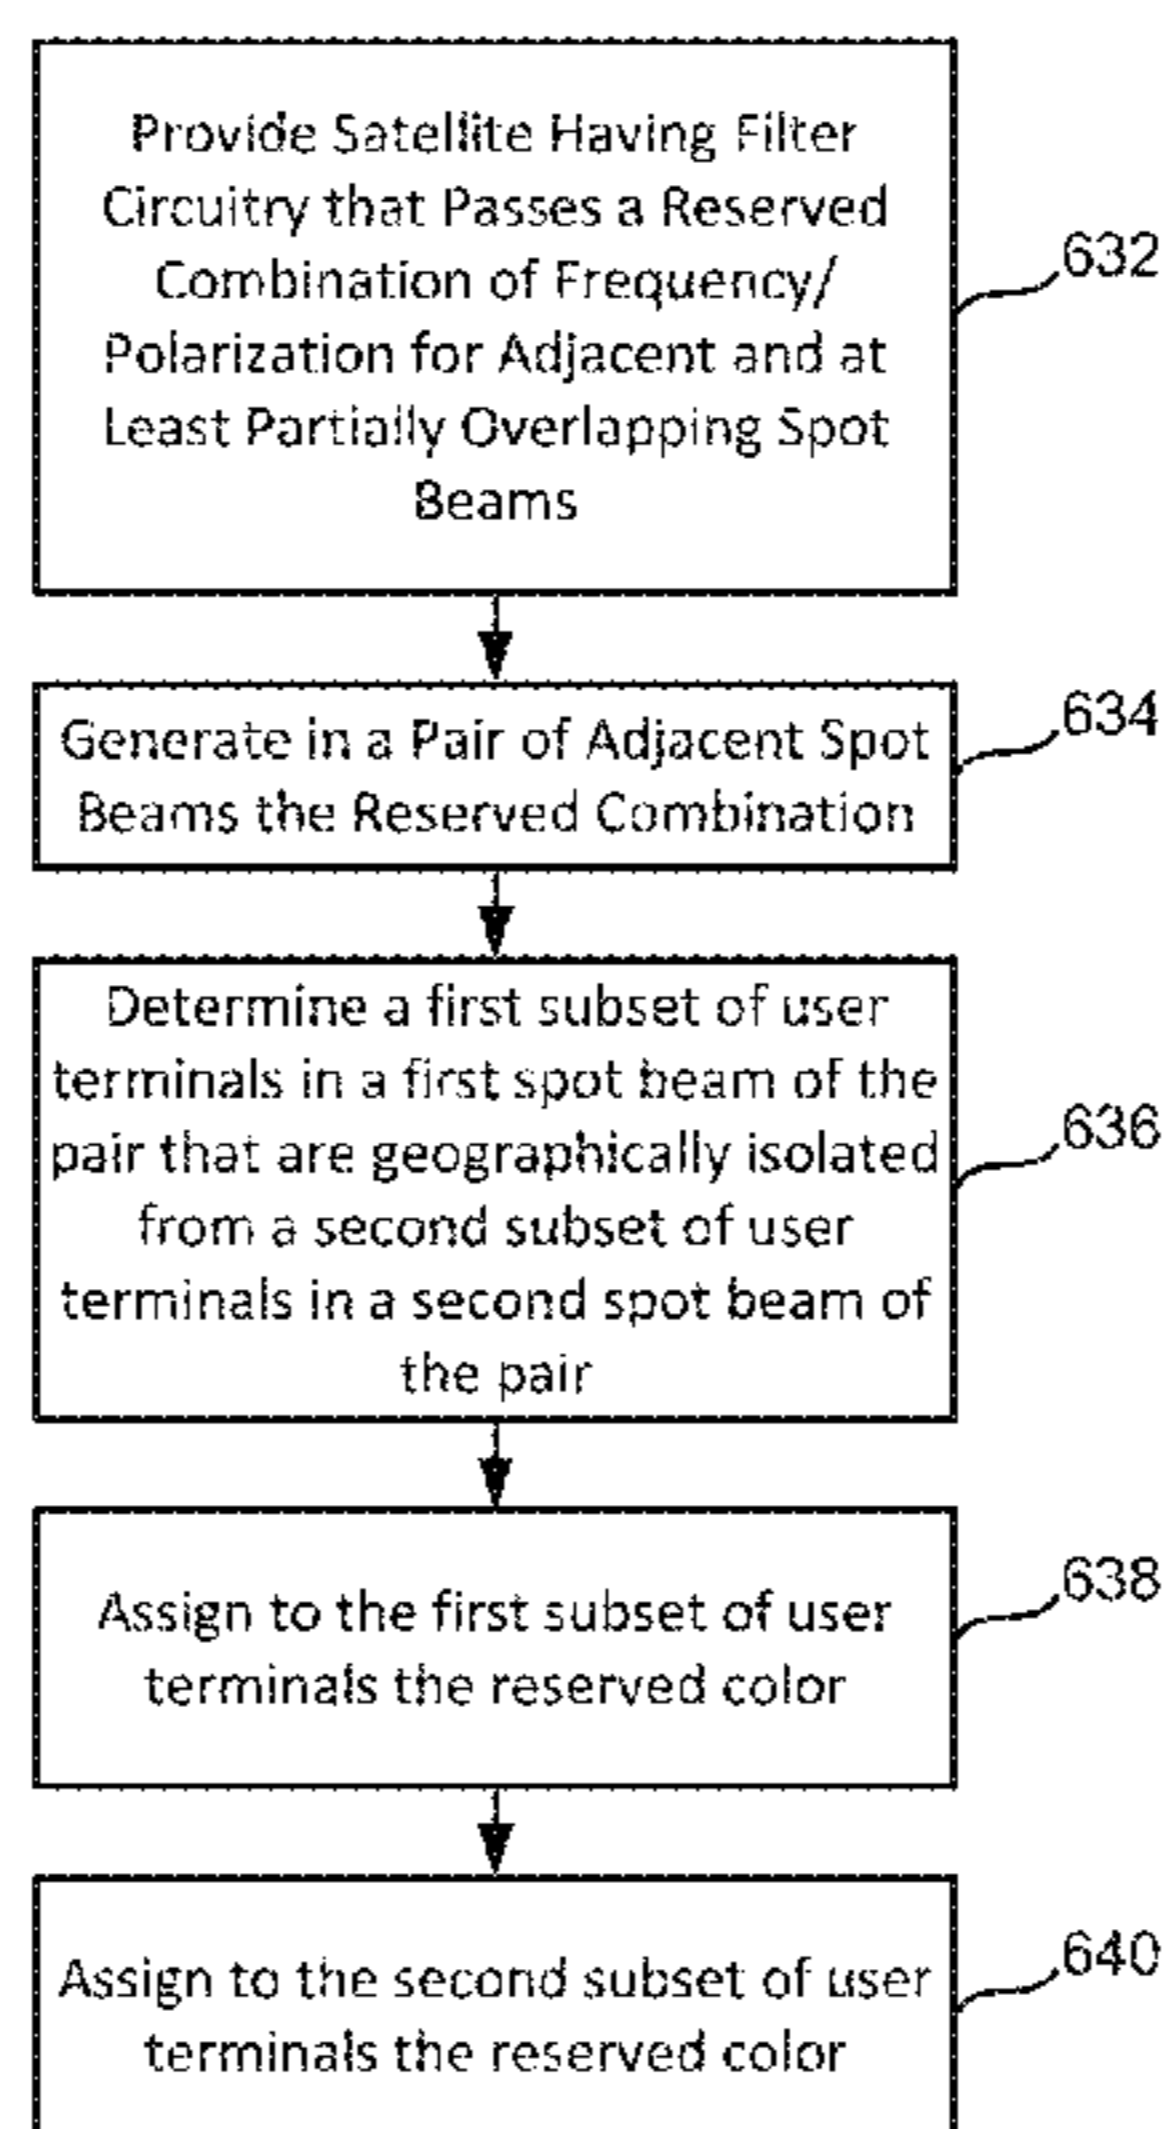 Provide Satellite Having Filter
Circuitry that Passes a Reserved
Combination of Frequency/
Polarization for Adjacent and at
Least Partially Overlapping Spot
Beams
632
Generate in a Pair of Adjacent Spot
Beams the Reserved Combination
634
Determine a first subset of user
terminals in a first spot beam of the
pair that are geographically isolated
from a second subset of user
terminals in a second spot beam of
the pair
636
Assign to the first subset of user
terminals the reserved color
638
Assign to the second subset of user
terminals the reserved color
640